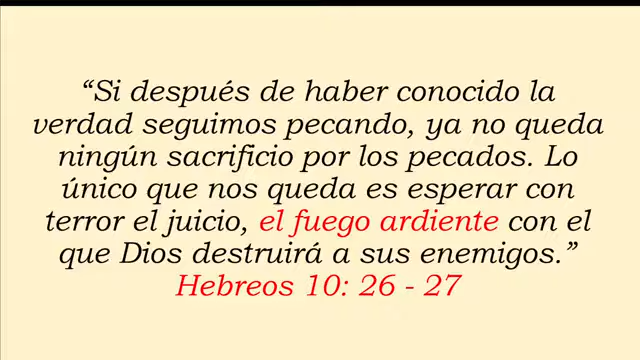 “Si después de haber conocido la
verdad seguimos pecando, ya no queda
ningún sacrificio por los pecados. Lo
único que nos queda es esperar con
terror el juicio, el fuego ardiente con el
que Dios destruirá a sus enemigos.”
Hebreos 10: 26 - 27